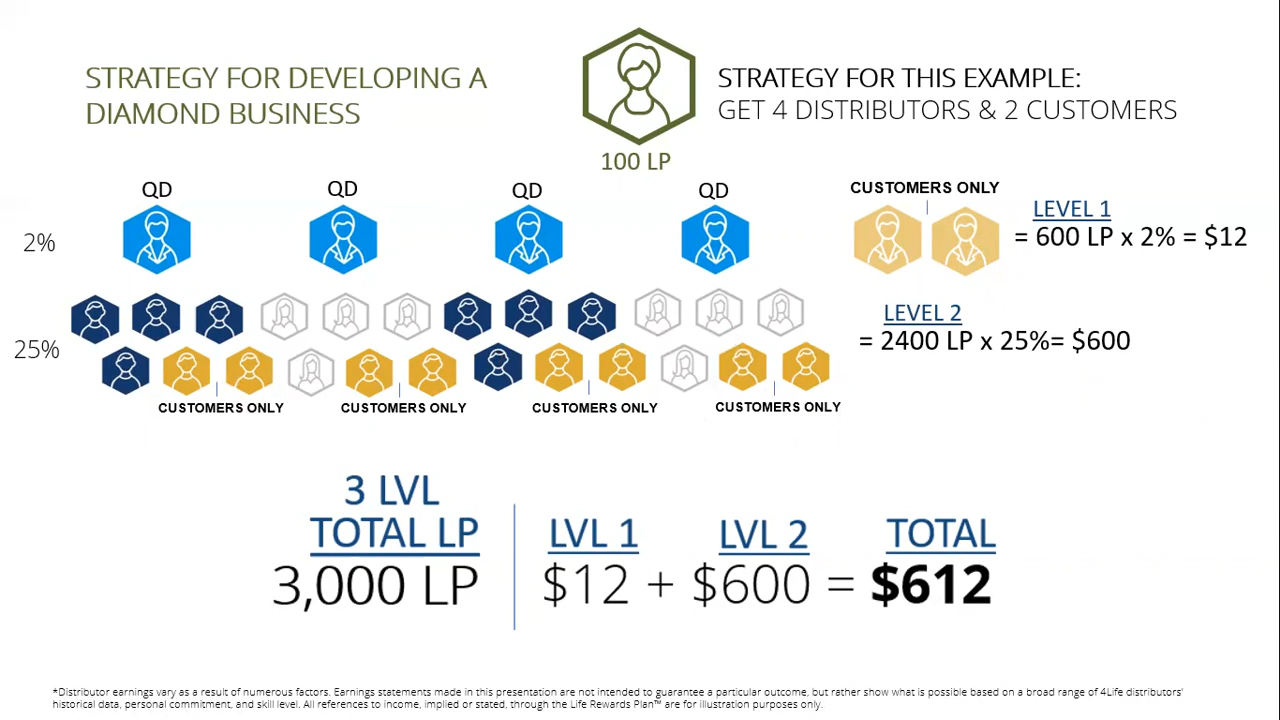 STRATEGY FOR DEVELOPING A
DIAMOND BUSINESS
STRATEGY FOR THIS EXAMPLE:
GET 4 DISTRIBUTORS & 2 CUSTOMERS
100 LP
QD
QD
QD
QD
CUSTOMERS ONLY
2%
LEVEL 1
= 600 LP x 2% = $12
25%
LEVEL 2
= 2400 LP x 25%= $600
CUSTOMERS ONLY
CUSTOMERS ONLY
CUSTOMERS ONLY
CUSTOMERS ONLY
3 LVL
TOTAL LP
3,000 LP
LVL 1
LVL 2
TOTAL
$12 + $600 = $612
*Distributor earnings vary as a result of numerous factors. Earnings statements made in this presentation are not intended to guarantee a particular outcome, but rather show what is possible based on a broad range of 4Life distributors'
historical data, personal commitment, and skill level. All references to income, implied or stated, through the Life Rewards Plan™ are for illustration purposes only.